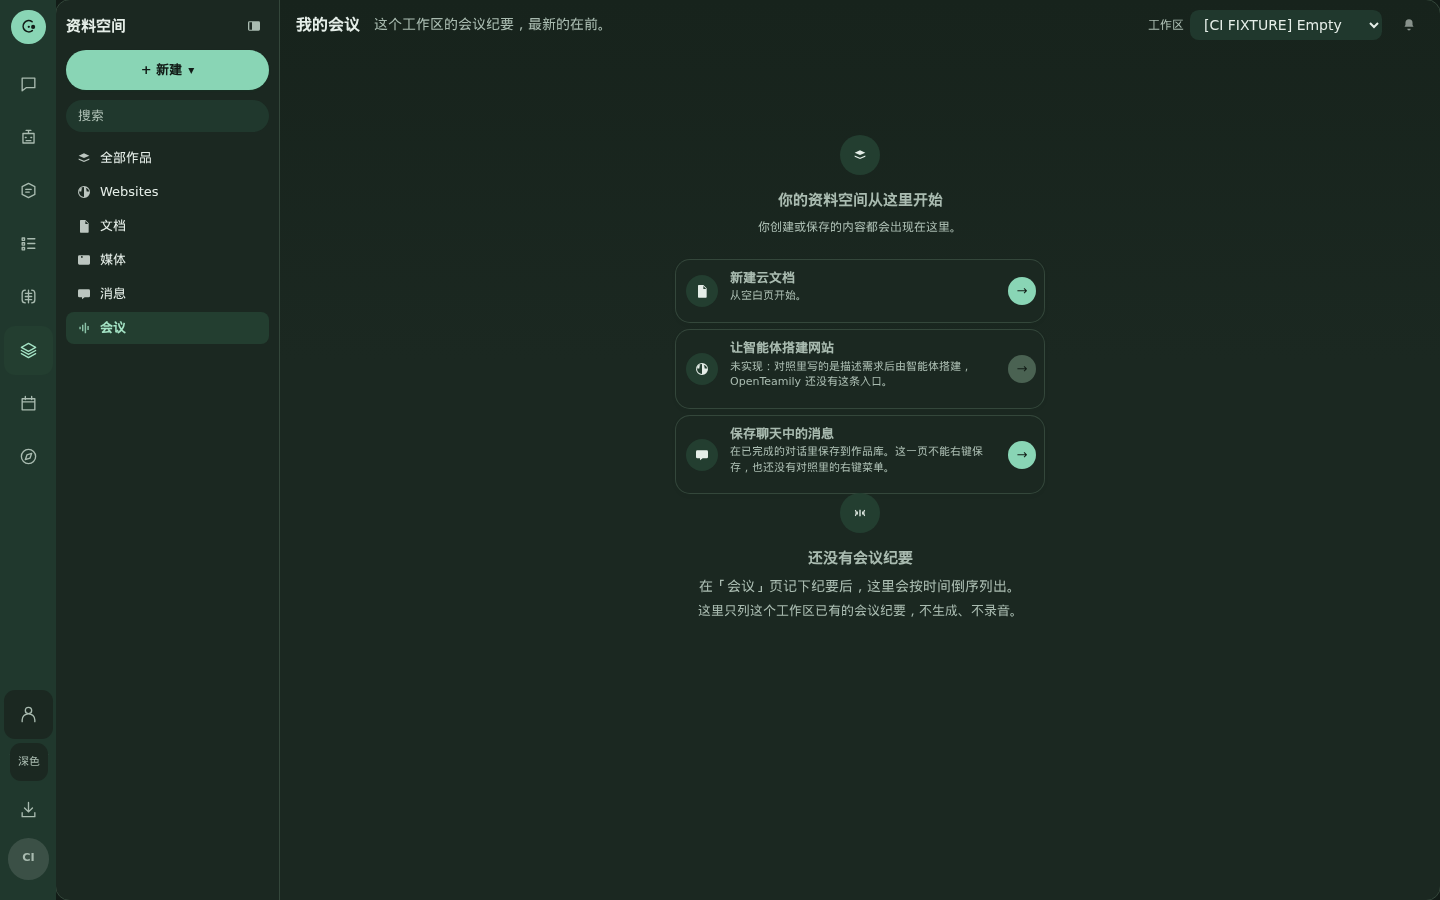 资料空间
+ 新建 ▾
搜索
全部作品
Websites
文档
媒体
消息
会议
深色
CI
我的会议
这个工作区的会议纪要，最新的在前。
工作区
[CI FIXTURE] Empty
你的资料空间从这里开始
你创建或保存的内容都会出现在这里。
新建云文档
从空白页开始。
→
让智能体搭建网站
未实现：对照里写的是描述需求后由智能体搭建，
OpenTeamily 还没有这条入口。
→
保存聊天中的消息
在已完成的对话里保存到作品库。这一页不能右键保
存，也还没有对照里的右键菜单。
→
还没有会议纪要
在「会议」页记下纪要后，这里会按时间倒序列出。
这里只列这个工作区已有的会议纪要，不生成、不录音。